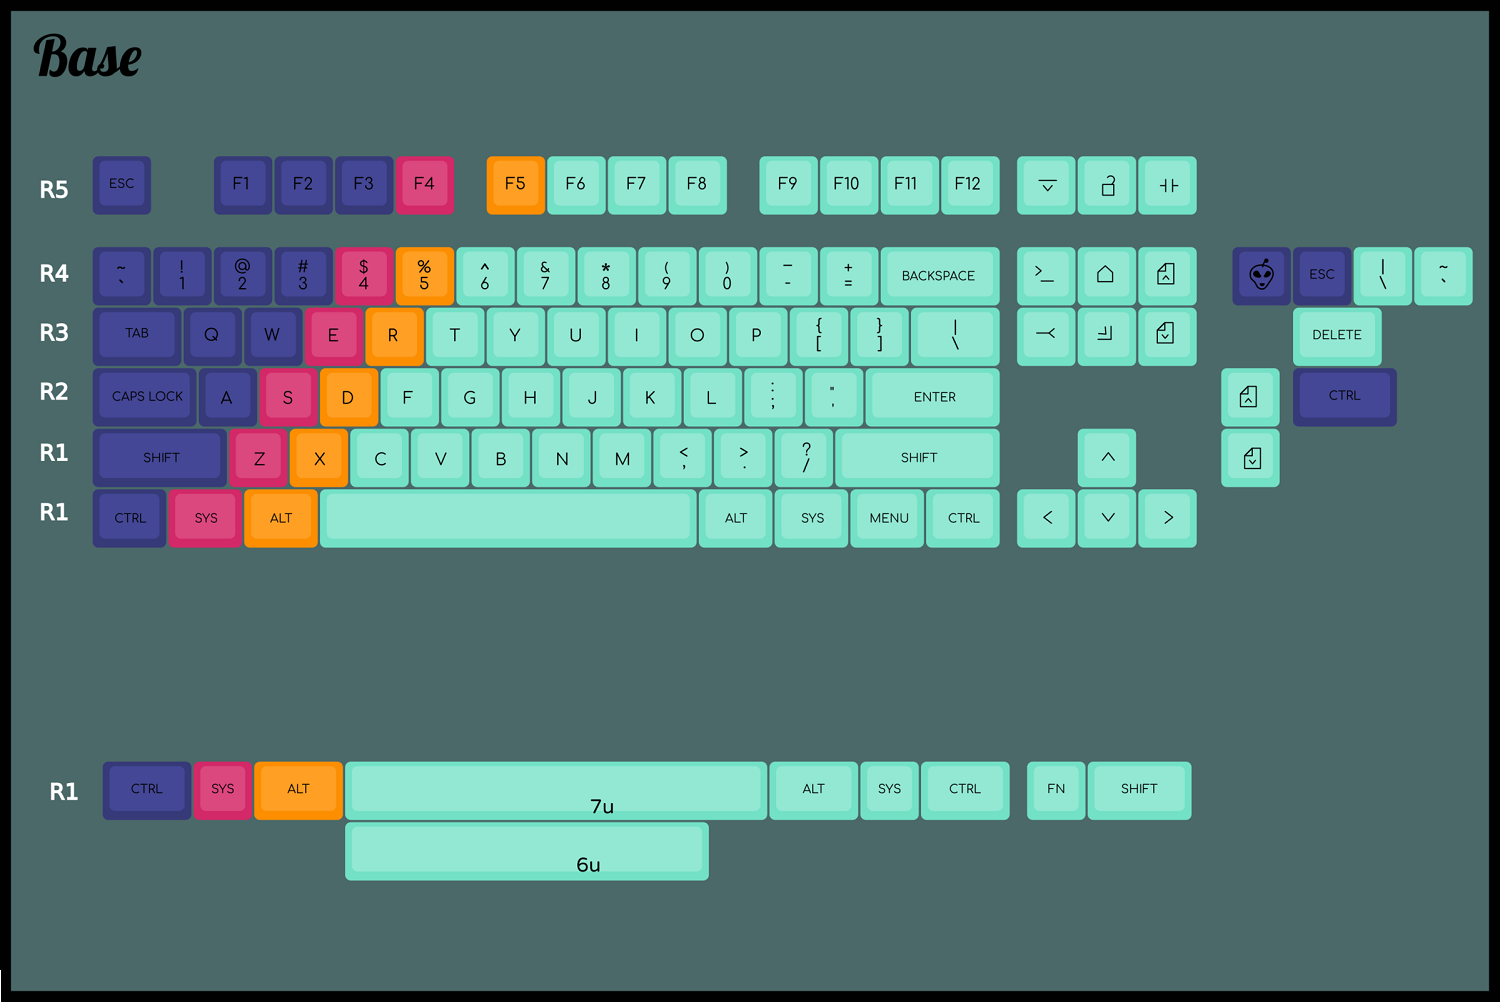 Base
R5 ESC F1 F2 F3 F4 F5 F6 F7 F8 F9 F10 F11 F12
~ ! @ # $ % ^ & * ( ) _ +
R4 ` 1 2 3 4 5 6 7 8 9 0 - = BACKSPACE >_ ESC | \ ~ `
R3 TAB Q W E R T Y U I O P { [ } ] | \ DELETE
R2 CAPS LOCK A S D F G H J K L : ; " ' ENTER CTRL
R1 SHIFT Z X C V B N M < , > . ? / SHIFT ^
R1 CTRL SYS ALT ALT SYS MENU CTRL < v >
R1 CTRL SYS ALT 7u ALT SYS CTRL FN SHIFT
6u